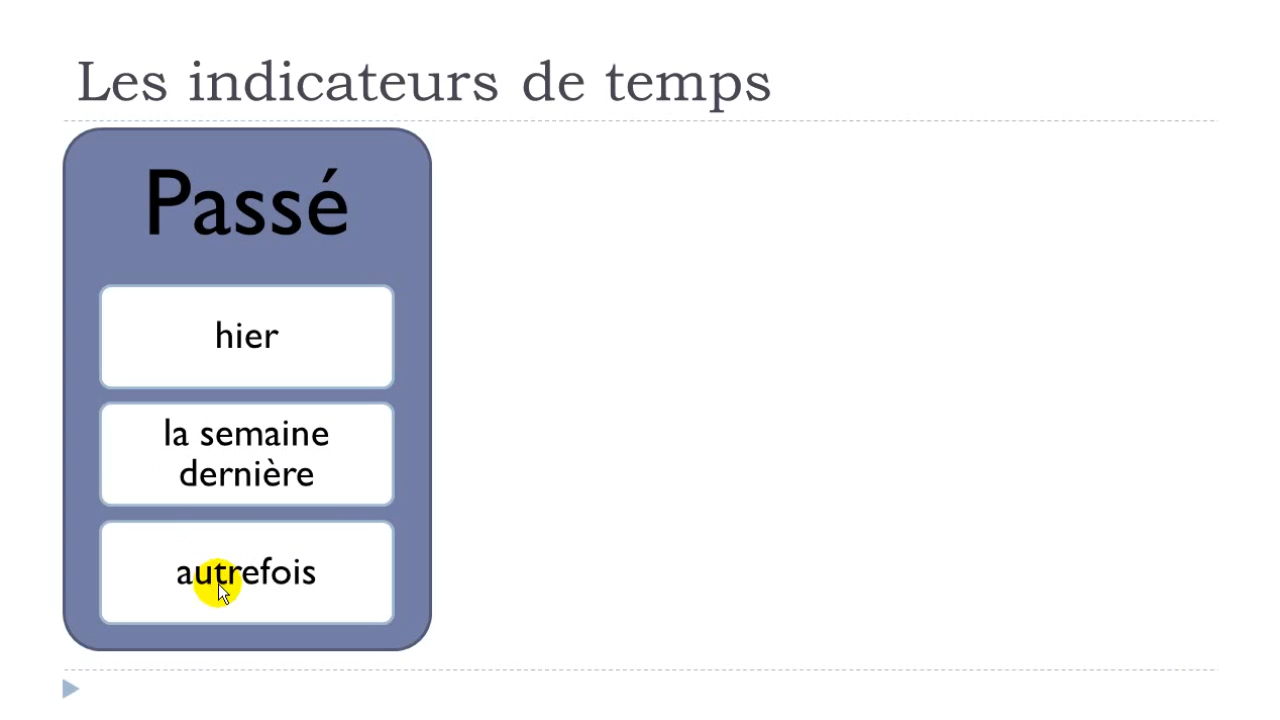 Les indicateurs de temps
Passé
hier
la semaine
dernière
autrefois